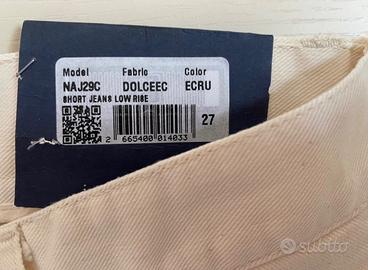 Model Fabric Color
NAJ29C DOLCEEC ECRU
SHORT JEANS LOW RISE
27
2 665400 014033
subito